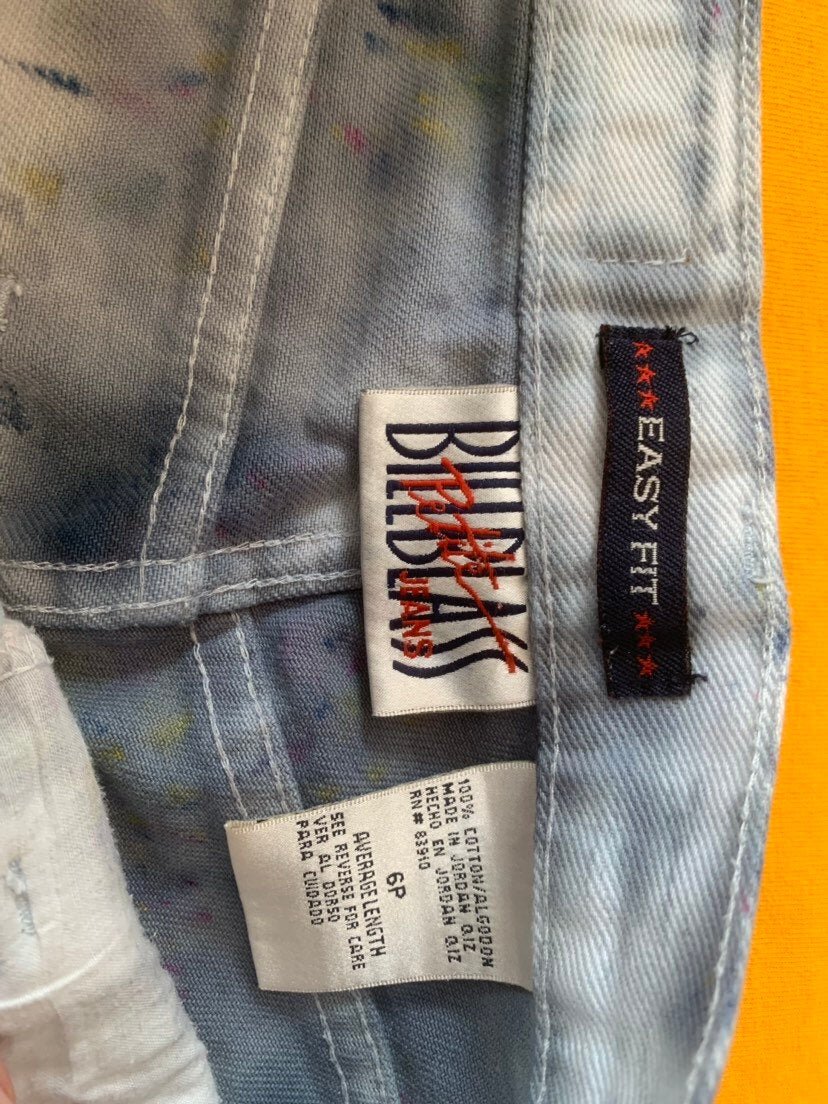 BILL BLASS
Petite
JEANS
★★★ EASY FIT ★★★
100% COTTON/ALGODON
MADE IN JORDAN QIZ
HECHO EN JORDAN QIZ
RN# 83910
6P
AVERAGE LENGTH
SEE REVERSE FOR CARE
VER AL DORSO
PARA CUIDADO